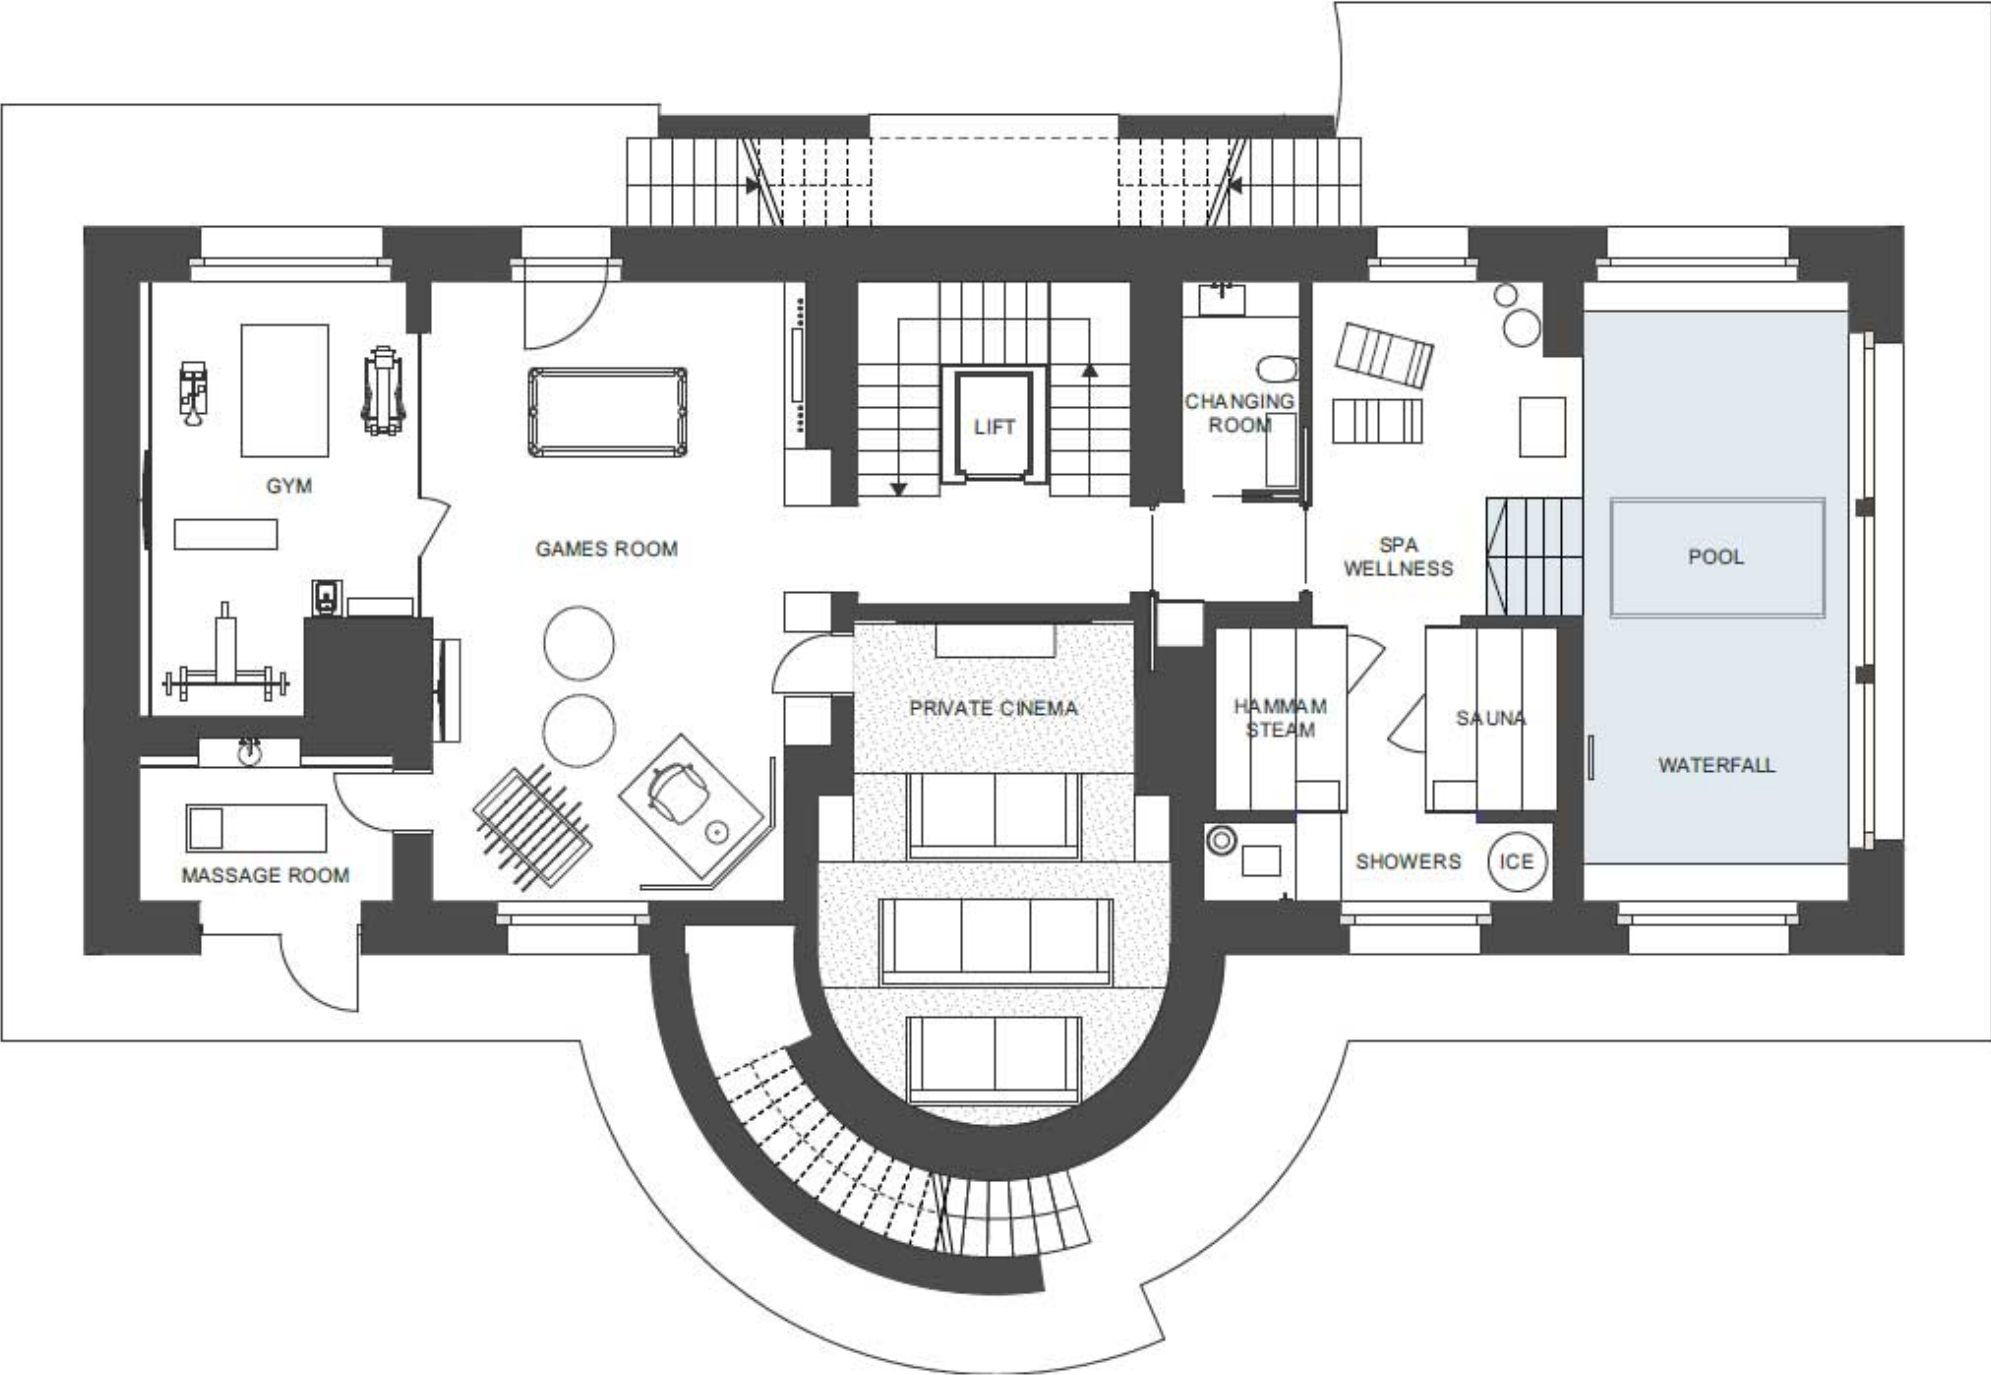 LIFT
CHANGING
ROOM
GYM
GAMES ROOM
SPA
WELLNESS
POOL
PRIVATE CINEMA
HAMMAM
STEAM
SAUNA
WATERFALL
MASSAGE ROOM
SHOWERS
ICE